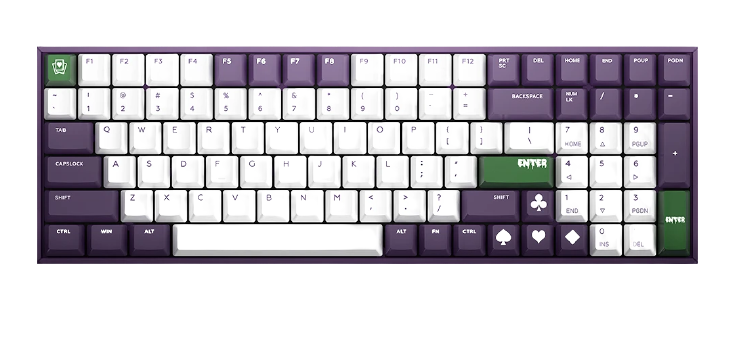 F1 F2 F3 F4 F5 F6 F7 F8 F9 F10 F11 F12 PRT SC DEL HOME END PGUP PGDN
~ ! @ # $ % ^ & * ( ) _ + BACKSPACE NUM LK / * -
- 1 2 3 4 5 6 7 8 9 0 - =
TAB Q W E R T Y U I O P { } | 7 8 9 +
[ ] \ HOME △ PGUP
CAPSLOCK A S D F G H J K L : " ENTER 4 5 6
; ' ◁ ▷
SHIFT Z X C V B N M < > ? SHIFT 1 2 3 ENTER
, . / END ▽ PGDN
CTRL WIN ALT ALT FN CTRL 0 .
INS DEL